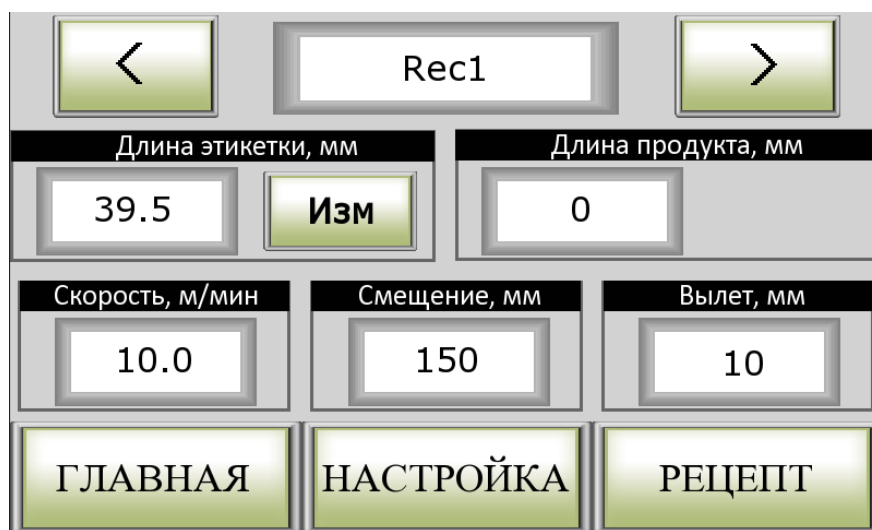 <
Rec1
>
Длина этикетки, мм
Длина продукта, мм
39.5
Изм
0
Скорость, м/мин
Смещение, мм
Вылет, мм
10.0
150
10
ГЛАВНАЯ
НАСТРОЙКА
РЕЦЕПТ